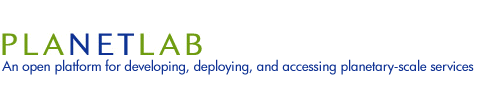 PLANETLAB
An open platform for developing, deploying, and accessing planetary-scale services